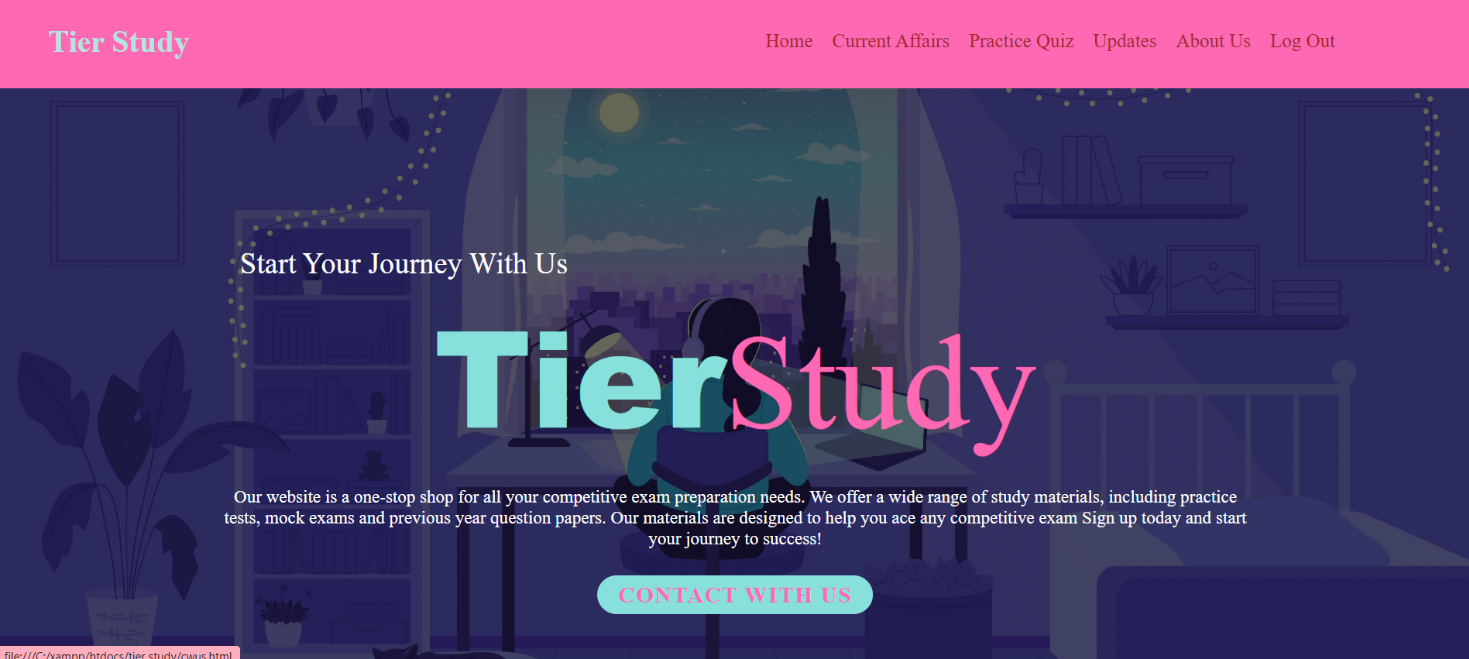 Tier Study
Home Current Affairs Practice Quiz Updates About Us Log Out
Start Your Journey With Us
TierStudy
Our website is a one-stop shop for all your competitive exam preparation needs. We offer a wide range of study materials, including practice
tests, mock exams and previous year question papers. Our materials are designed to help you ace any competitive exam Sign up today and start
your journey to success!
CONTACT WITH US
file:///C:/xampp/htdocs/tier study/cwus.html